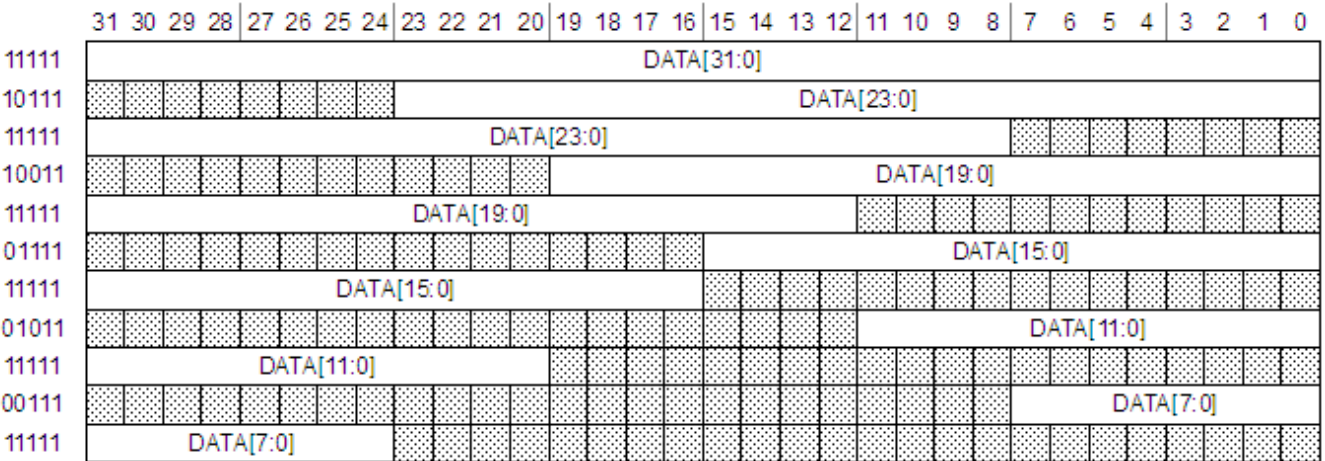 31 30 29 28 27 26 25 24 23 22 21 20 19 18 17 16 15 14 13 12 11 10 9 8 7 6 5 4 3 2 1 0
11111 DATA[31:0]
10111 DATA[23:0]
11111 DATA[23:0]
10011 DATA[19:0]
11111 DATA[19:0]
01111 DATA[15:0]
11111 DATA[15:0]
01011 DATA[11:0]
11111 DATA[11:0]
00111 DATA[7:0]
11111 DATA[7:0]